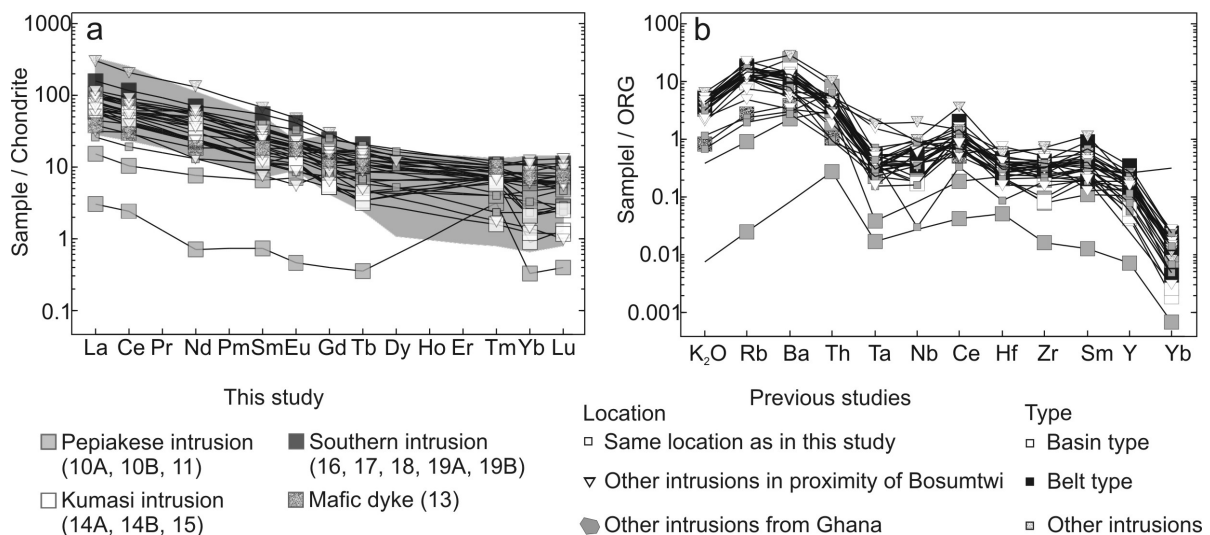 a
1000
100
10
1
0.1
Sample / Chondrite
La Ce Pr Nd Pm Sm Eu Gd Tb Dy Ho Er Tm Yb Lu
b
100
10
1
0.1
0.01
0.001
Samplel / ORG
K2O Rb Ba Th Ta Nb Ce Hf Zr Sm Y Yb
This study
Pepiakese intrusion
(10A, 10B, 11)
Kumasi intrusion
(14A, 14B, 15)
Southern intrusion
(16, 17, 18, 19A, 19B)
Mafic dyke (13)
Previous studies
Location
Same location as in this study
Other intrusions in proximity of Bosumtwi
Other intrusions from Ghana
Type
Basin type
Belt type
Other intrusions